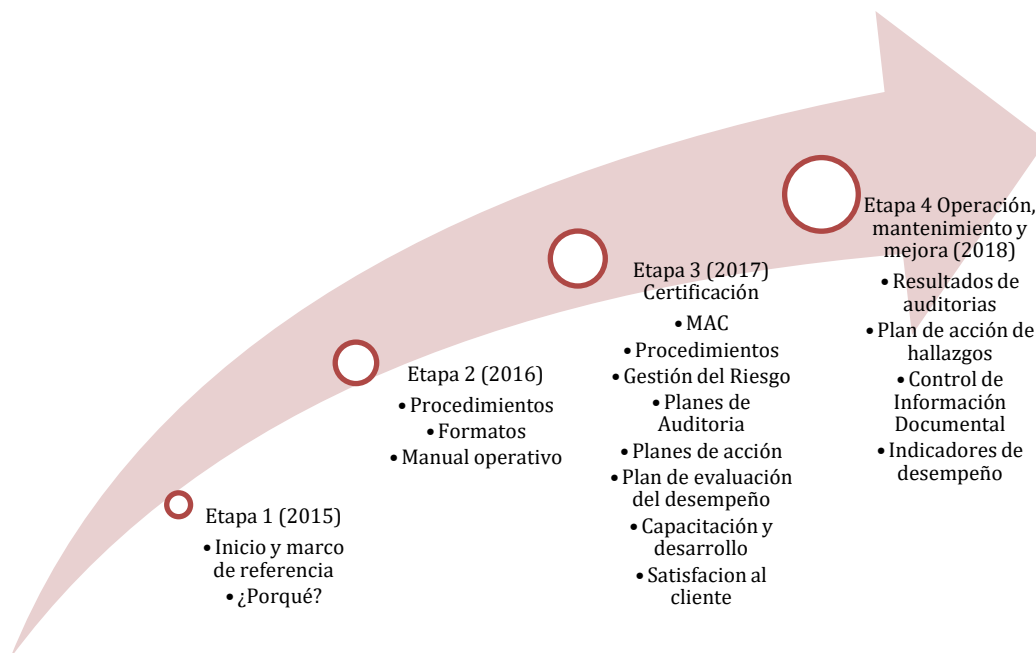 Etapa 1 (2015)
• Inicio y marco
de referencia
• ¿Porqué?
Etapa 2 (2016)
• Procedimientos
• Formatos
• Manual operativo
Etapa 3 (2017)
Certificación
• MAC
• Procedimientos
• Gestión del Riesgo
• Planes de
Auditoria
• Planes de acción
• Plan de evaluación
del desempeño
• Capacitación y
desarrollo
• Satisfacion al
cliente
Etapa 4 Operación,
mantenimiento y
mejora (2018)
• Resultados de
auditorias
• Plan de acción de
hallazgos
• Control de
Información
Documental
• Indicadores de
desempeño